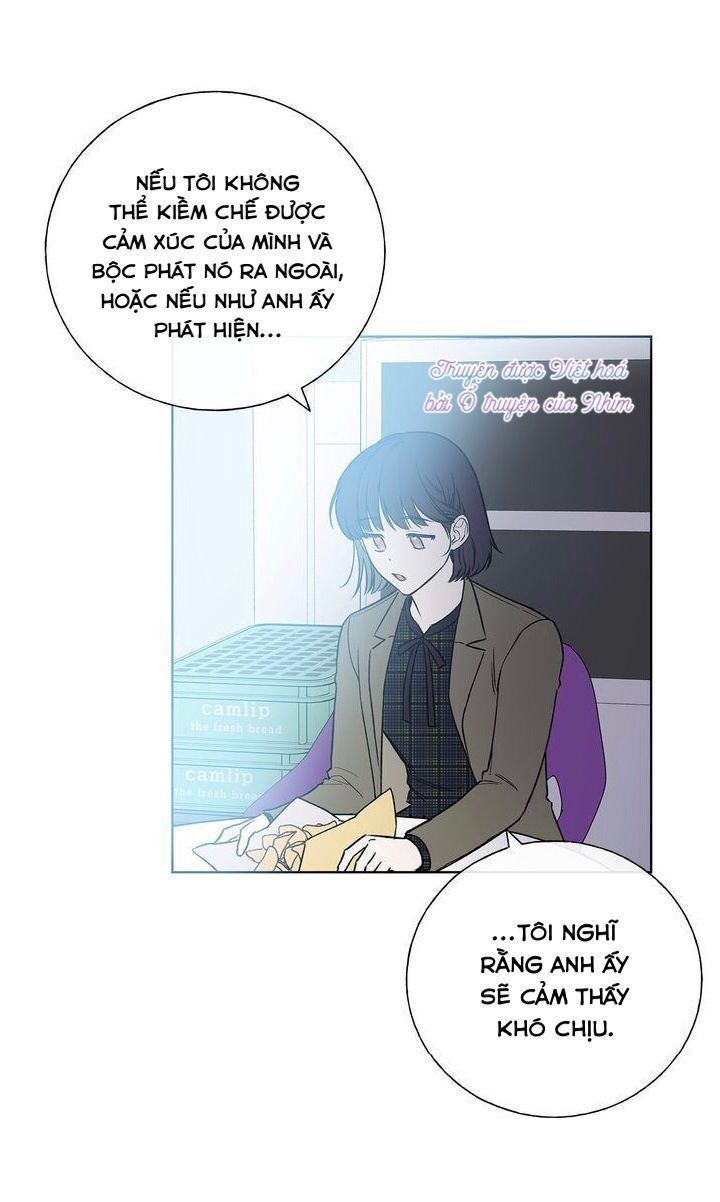 NẾU TÔI KHÔNG
THỂ KIỀM CHẾ ĐƯỢC
CẢM XÚC CỦA MÌNH VÀ
BỘC PHÁT NÓ RA NGOÀI,
HOẶC NẾU NHƯ ANH ẤY
PHÁT HIỆN...
Truyện được Việt hoá
bởi Ổ truyện của Nhím
camlip
the fresh bread
camlip
the fresh bread
...TÔI NGHĨ
RẰNG ANH ẤY
SẼ CẢM THẤY
KHÓ CHỊU.